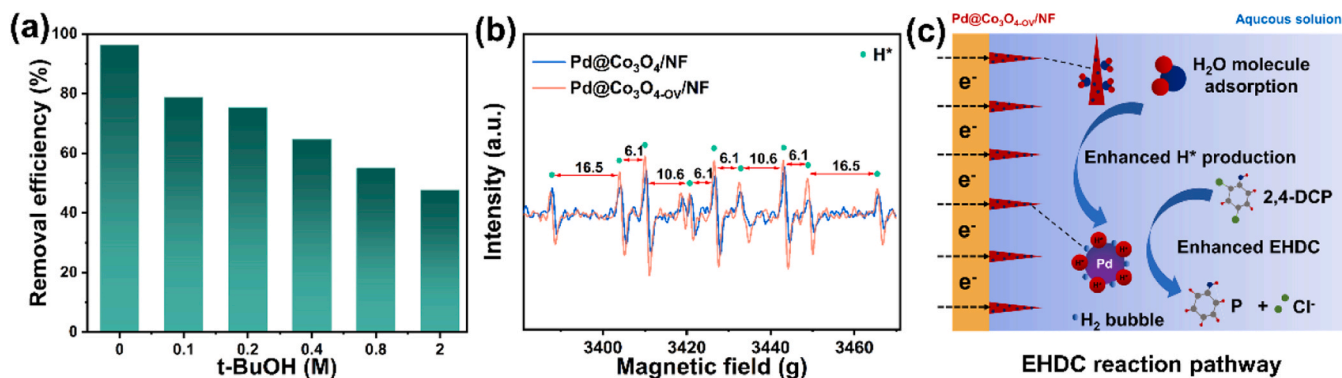 (a)
Removal efficiency (%)
100
80
60
40
20
0
0 0.1 0.2 0.4 0.8 2
t-BuOH (M)
(b)
Intensity (a.u.)
Pd@Co₃O₄/NF
Pd@Co₃O₄₋OV/NF
H*
16.5 6.1 10.6 6.1 6.1 10.6 6.1 16.5
3400 3420 3440 3460
Magnetic field (g)
(c)
Pd@Co₃O₄₋OV/NF
Aqucous soluion
e⁻
e⁻
e⁻
e⁻
e⁻
e⁻
H₂O molecule
adsorption
Enhanced H* production
2,4-DCP
Enhanced EHDC
H*
H*
H*
H*
H*
Pd
P + Cl⁻
H₂ bubble
EHDC reaction pathway